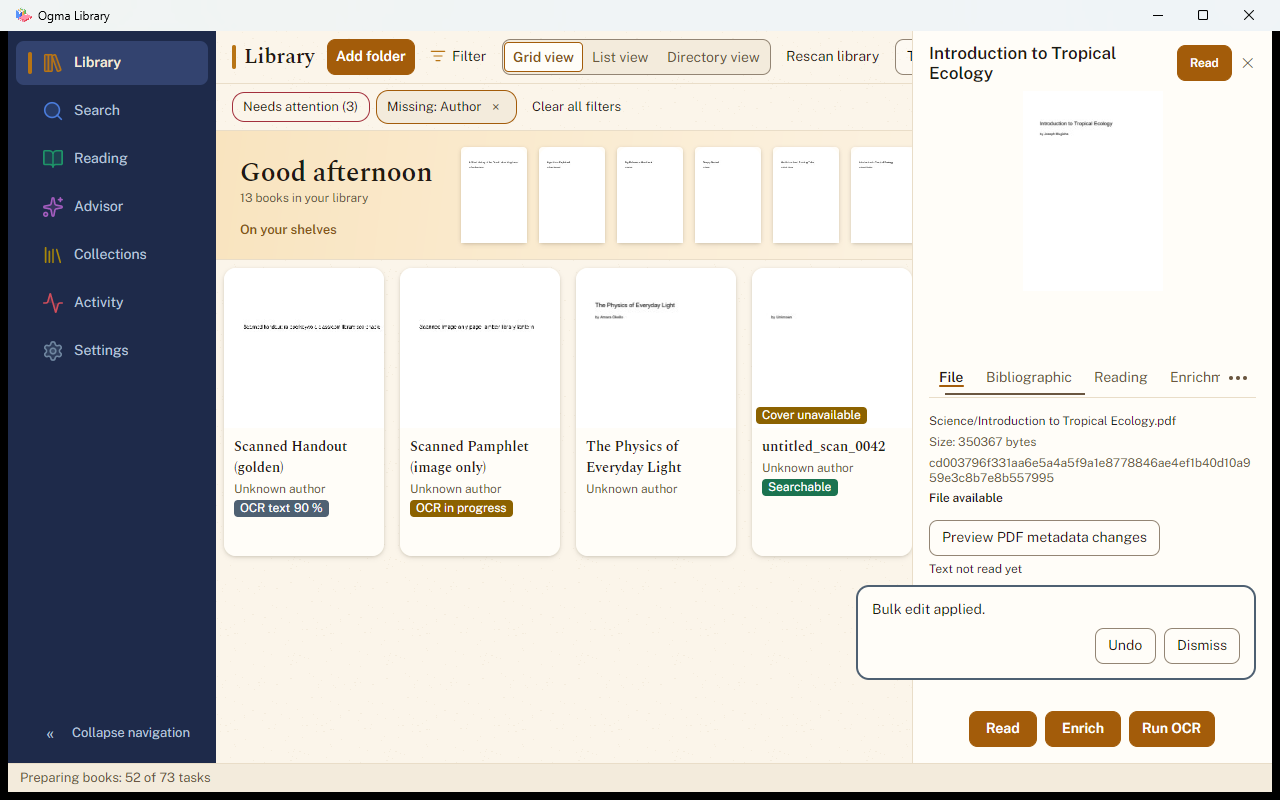 Ogma Library
Library
Search
Reading
Advisor
Collections
Activity
Settings
« Collapse navigation
Library
Add folder
Filter
Grid view
List view
Directory view
Rescan library
Needs attention (3)
Missing: Author ×
Clear all filters
Good afternoon
13 books in your library
On your shelves
Scanned Handout
(golden)
Unknown author
OCR text 90 %
Scanned Pamphlet
(image only)
Unknown author
OCR in progress
The Physics of Everyday Light
The Physics of
Everyday Light
Unknown author
by Unknown
Cover unavailable
untitled_scan_0042
Unknown author
Searchable
Introduction to Tropical
Ecology
Read
Introduction to Tropical Ecology
File
Bibliographic
Reading
Enrichm
Science/Introduction to Tropical Ecology.pdf
Size: 350367 bytes
cd003796f331aa6e5a4a5f9a1e8778846ae4ef1b40d10a9
59e3c8b7e8b557995
File available
Preview PDF metadata changes
Text not read yet
Bulk edit applied.
Undo
Dismiss
Read
Enrich
Run OCR
Preparing books: 52 of 73 tasks